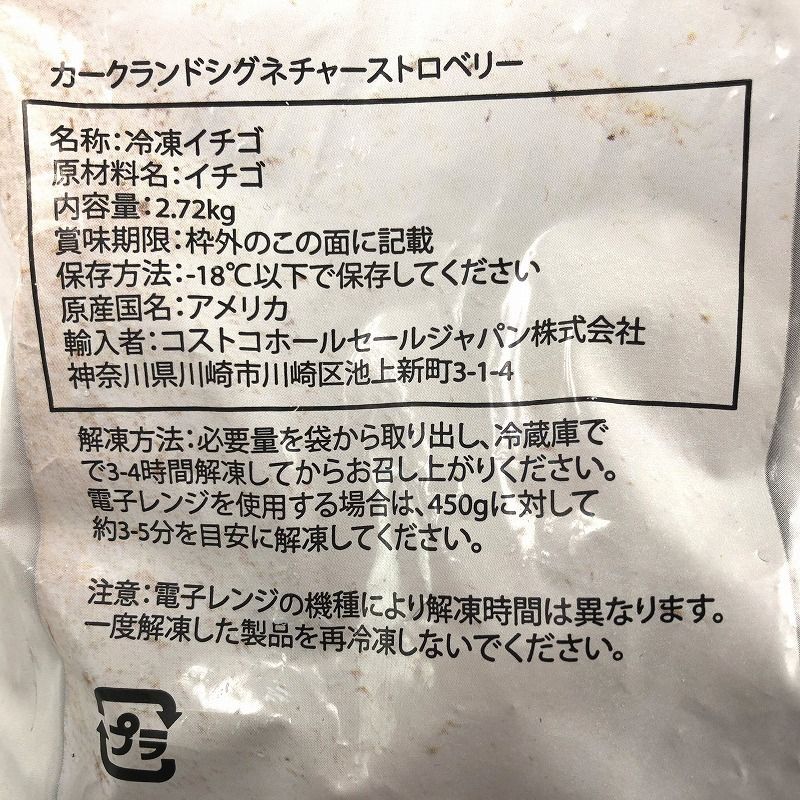 カークランドシグネチャーストロベリー
名称:冷凍イチゴ
原材料名:イチゴ
内容量:2.72kg
賞味期限:枠外のこの面に記載
保存方法:-18℃以下で保存してください
原産国名:アメリカ
輸入者:コストコホールセールジャパン株式会社
神奈川県川崎市川崎区池上新町3-1-4
解凍方法:必要量を袋から取り出し、冷蔵庫で
で3-4時間解凍してからお召し上がりください。
電子レンジを使用する場合は、450gに対して
約3-5分を目安に解凍してください。
注意:電子レンジの機種により解凍時間は異なります。
一度解凍した製品を再冷凍しないでください。
プラ